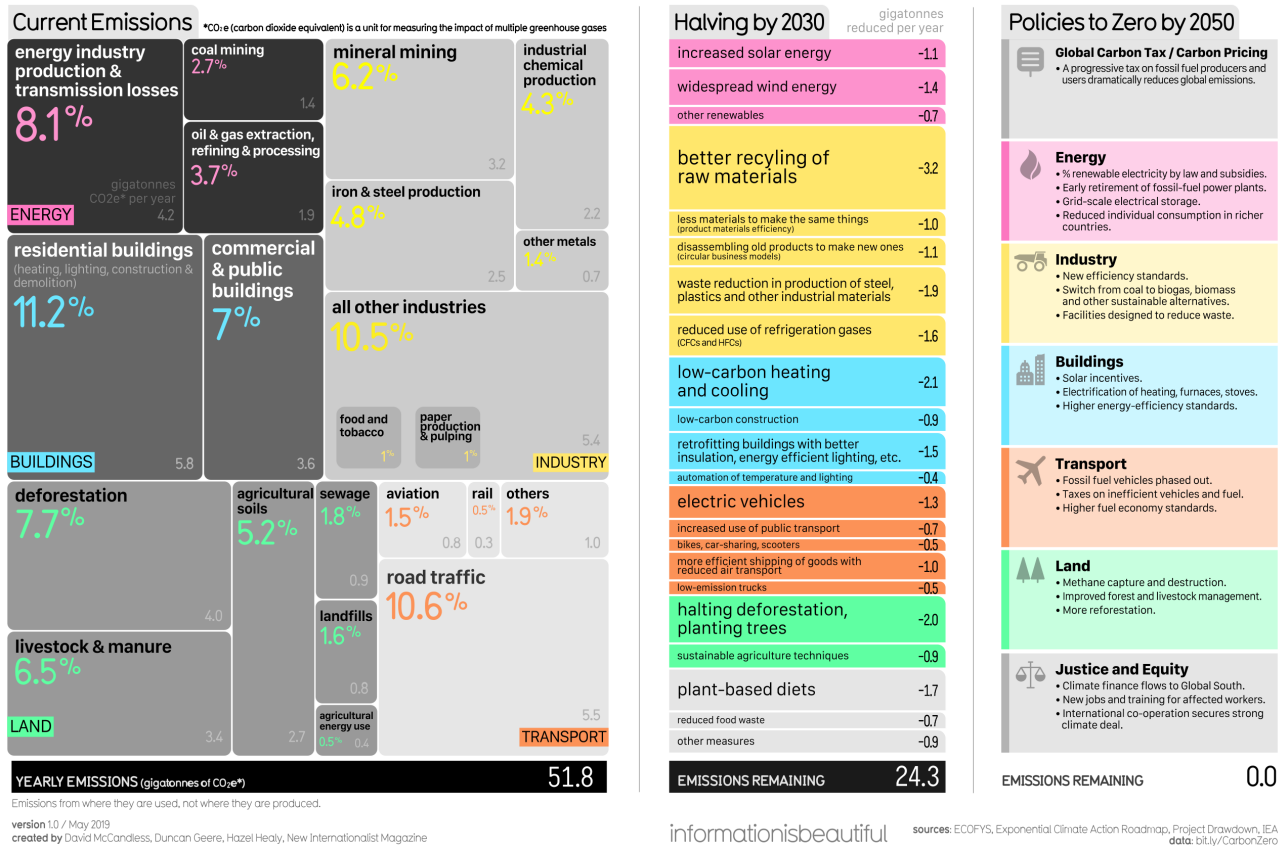 Current Emissions
*CO₂e (carbon dioxide equivalent) is a unit for measuring the impact of multiple greenhouse gases
energy industry
production &
transmission losses
8.1%
gigatonnes
CO2e* per year
4.2
ENERGY
coal mining
2.7%
1.4
oil & gas extraction,
refining & processing
3.7%
1.9
mineral mining
6.2%
3.2
industrial
chemical
production
4.3%
2.2
iron & steel production
4.8%
2.5
other metals
1.4%
0.7
residential buildings
(heating, lighting, construction &
demolition)
11.2%
BUILDINGS
5.8
commercial
& public
buildings
7%
3.6
all other industries
10.5%
food and
tobacco
1%
paper
production
& pulping
1%
5.4
INDUSTRY
deforestation
7.7%
4.0
livestock & manure
6.5%
LAND
3.4
agricultural
soils
5.2%
2.7
sewage
1.8%
0.9
landfills
1.6%
0.8
agricultural
energy use
0.5%
0.4
aviation
1.5%
0.8
rail
0.5%
0.3
others
1.9%
1.0
road traffic
10.6%
5.5
TRANSPORT
YEARLY EMISSIONS (gigatonnes of CO₂e*)
51.8
Emissions from where they are used, not where they are produced.
version 1.0 / May 2019
created by David McCandless, Duncan Geere, Hazel Healy, New Internationalist Magazine
Halving by 2030
gigatonnes
reduced per year
increased solar energy -1.1
widespread wind energy -1.4
other renewables -0.7
better recyling of
raw materials -3.2
less materials to make the same things
(product materials efficiency) -1.0
disassembling old products to make new ones
(circular business models) -1.1
waste reduction in production of steel,
plastics and other industrial materials -1.9
reduced use of refrigeration gases
(CFCs and HFCs) -1.6
low-carbon heating
and cooling -2.1
low-carbon construction -0.9
retrofitting buildings with better
insulation, energy efficient lighting, etc. -1.5
automation of temperature and lighting -0.4
electric vehicles -1.3
increased use of public transport -0.7
bikes, car-sharing, scooters -0.5
more efficient shipping of goods with
reduced air transport -1.0
low-emission trucks -0.5
halting deforestation,
planting trees -2.0
sustainable agriculture techniques -0.9
plant-based diets -1.7
reduced food waste -0.7
other measures -0.9
EMISSIONS REMAINING 24.3
informationisbeautiful
Policies to Zero by 2050
Global Carbon Tax / Carbon Pricing
• A progressive tax on fossil fuel producers and
users dramatically reduces global emissions.
Energy
• % renewable electricity by law and subsidies.
• Early retirement of fossil-fuel power plants.
• Grid-scale electrical storage.
• Reduced individual consumption in richer
countries.
Industry
• New efficiency standards.
• Switch from coal to biogas, biomass
and other sustainable alternatives.
• Facilities designed to reduce waste.
Buildings
• Solar incentives.
• Electrification of heating, furnaces, stoves.
• Higher energy-efficiency standards.
Transport
• Fossil fuel vehicles phased out.
• Taxes on inefficient vehicles and fuel.
• Higher fuel economy standards.
Land
• Methane capture and destruction.
• Improved forest and livestock management.
• More reforestation.
Justice and Equity
• Climate finance flows to Global South.
• New jobs and training for affected workers.
• International co-operation secures strong
climate deal.
EMISSIONS REMAINING 0.0
sources: ECOFYS, Exponential Climate Action Roadmap, Project Drawdown, IEA
data: bit.ly/CarbonZero